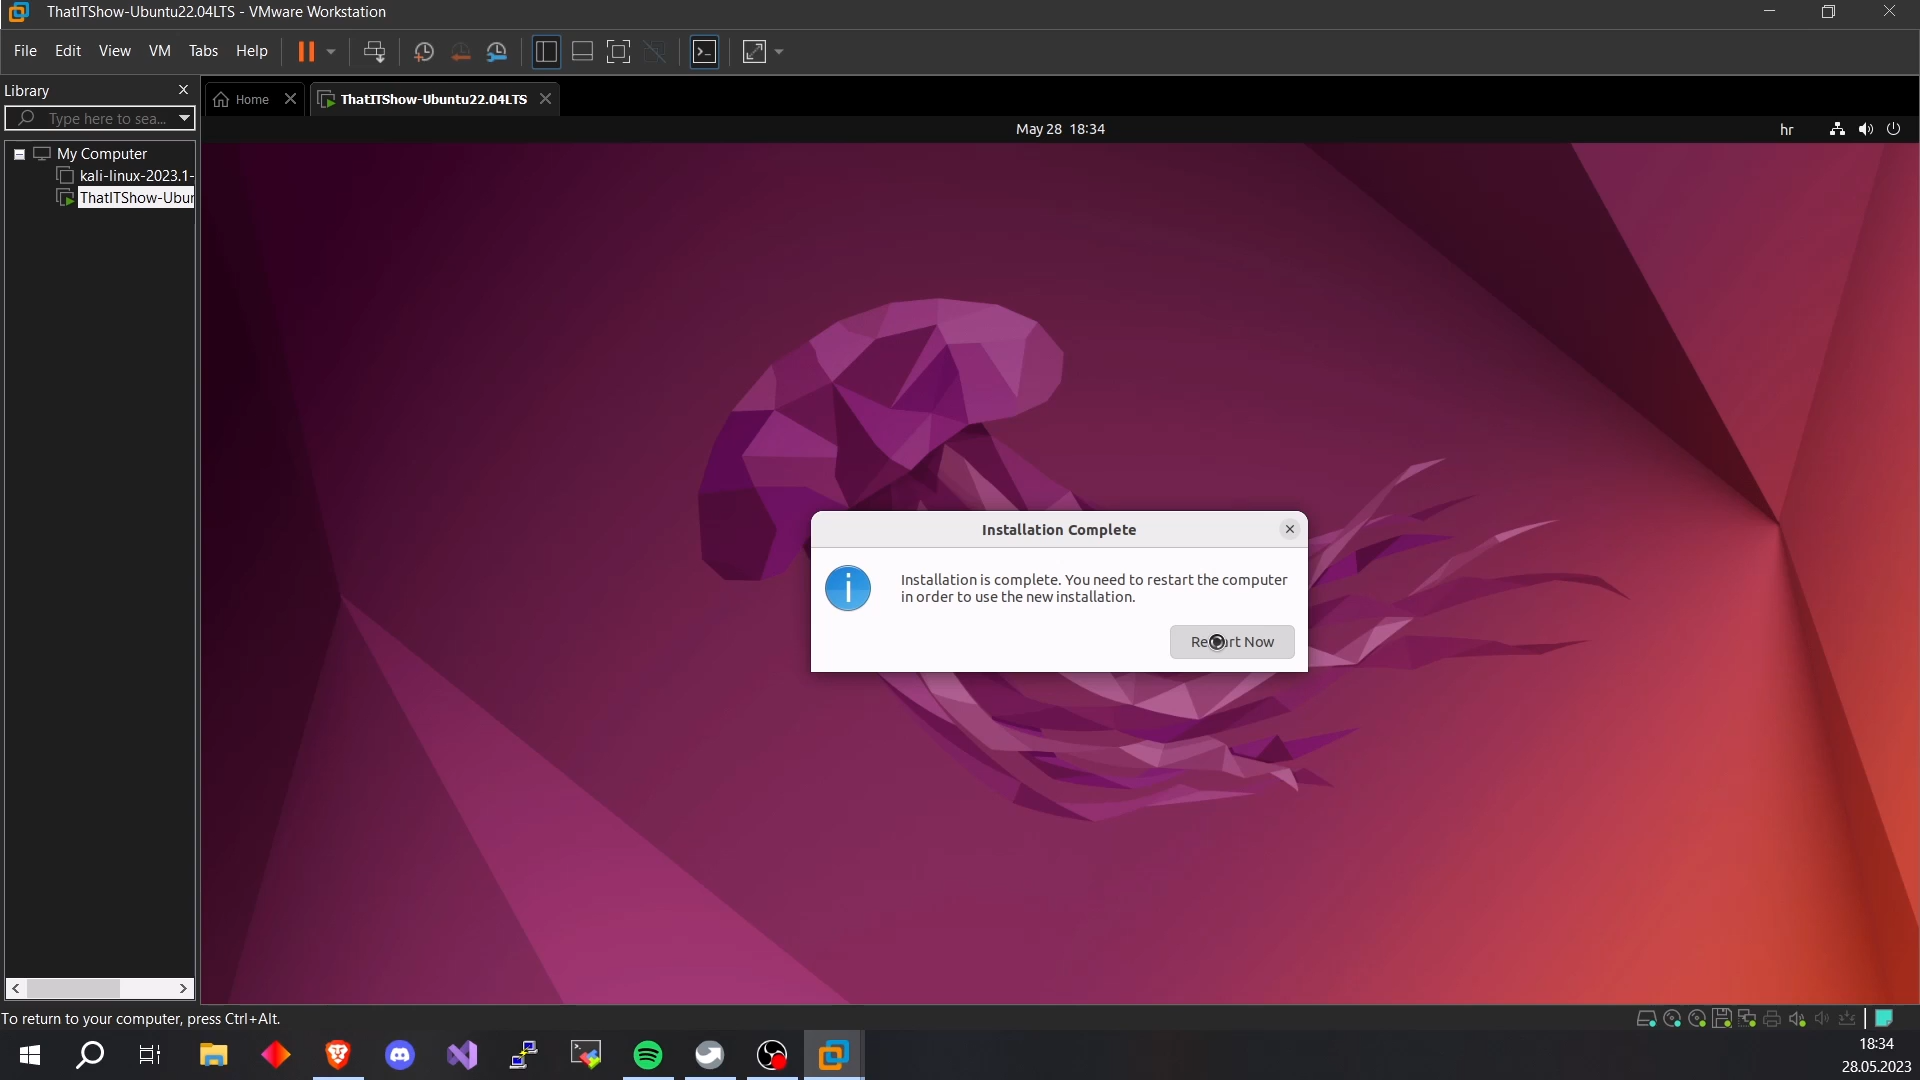 ThatITShow-Ubuntu22.04LTS - VMware Workstation
File Edit View VM Tabs Help
Library
Home
ThatITShow-Ubuntu22.04LTS
Type here to sea...
May 28 18:34
hr
My Computer
kali-linux-2023.1-
ThatITShow-Ubun
Installation Complete
Installation is complete. You need to restart the computer
in order to use the new installation.
Restart Now
To return to your computer, press Ctrl+Alt.
18:34
28.05.2023